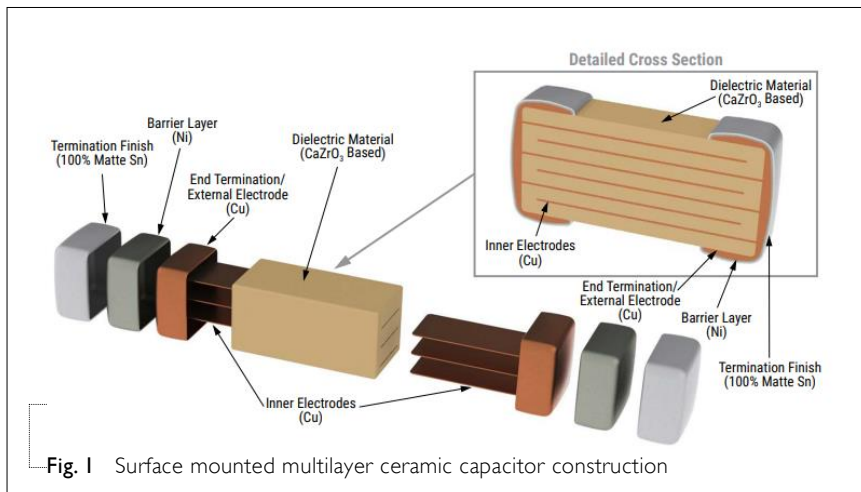 Detailed Cross Section
Dielectric Material
(CaZrO3 Based)
Inner Electrodes
(Cu)
End Termination/
External Electrode
(Cu)
Barrier Layer
(Ni)
Termination Finish
(100% Matte Sn)
Termination Finish
(100% Matte Sn)
Barrier Layer
(Ni)
End Termination/
External Electrode
(Cu)
Dielectric Material
(CaZrO3 Based)
Inner Electrodes
(Cu)
Fig. 1 Surface mounted multilayer ceramic capacitor construction